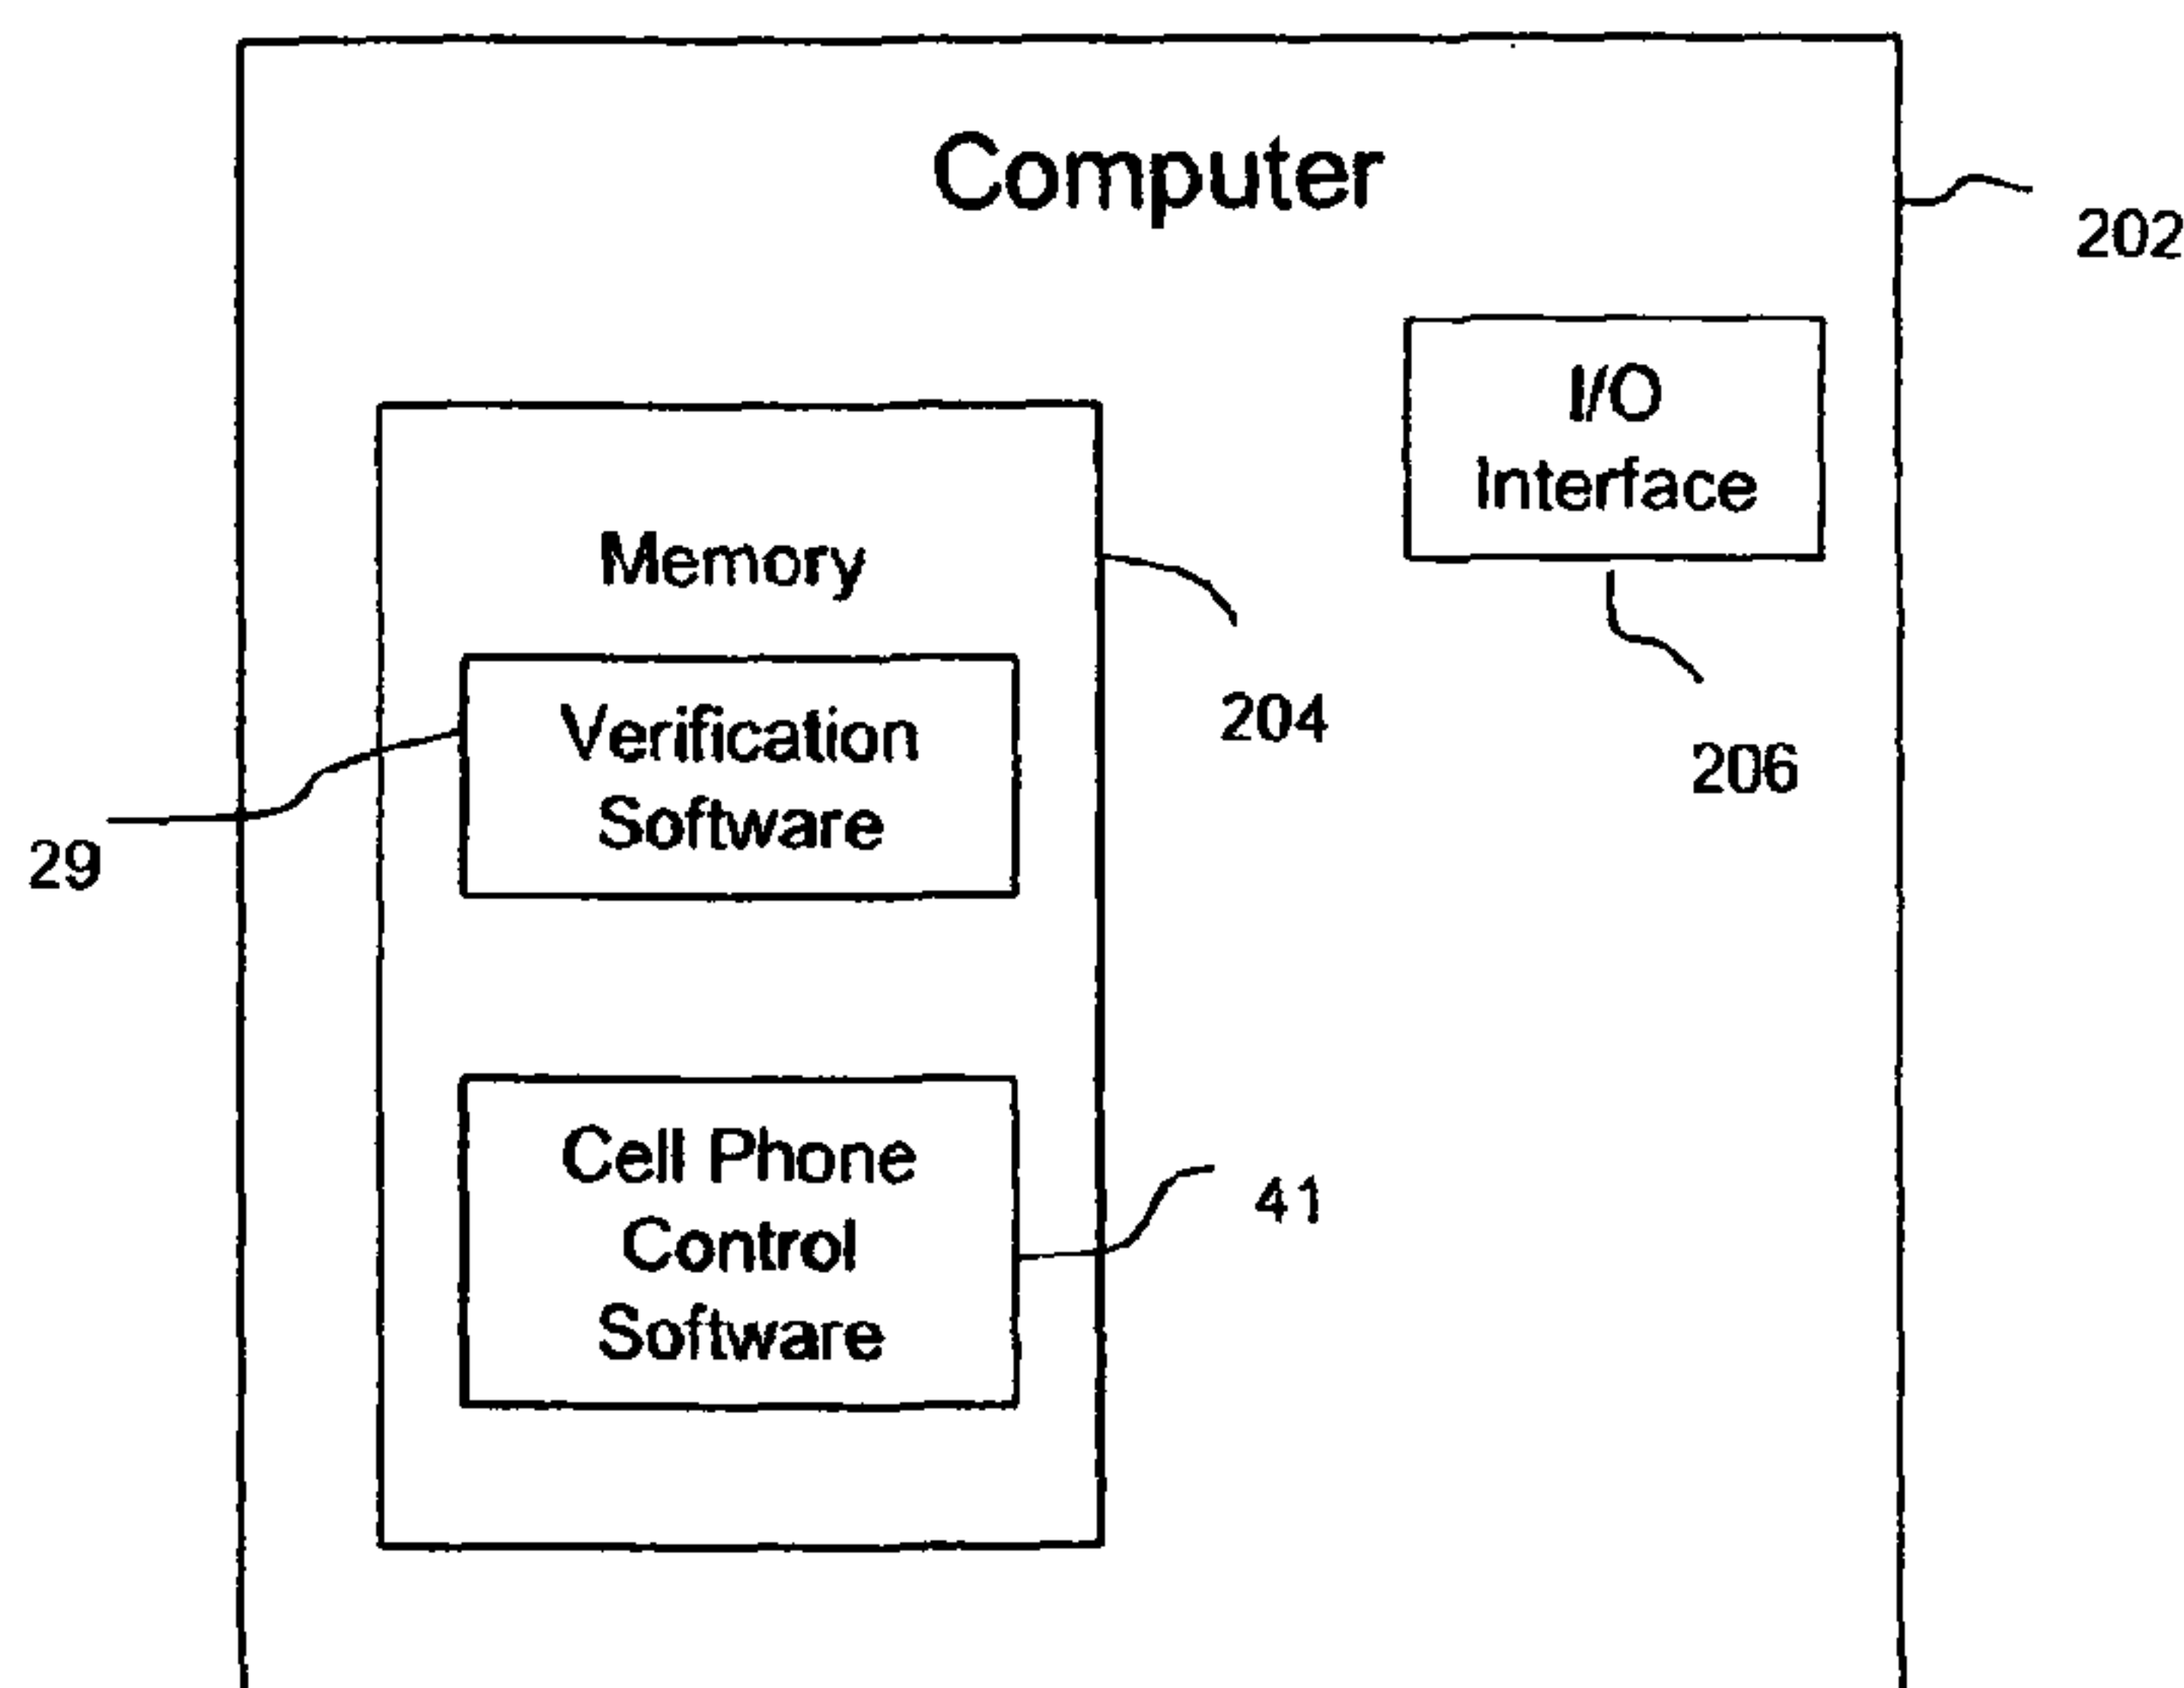 Computer
202
I/O
Interface
206
Memory
204
Verification
Software
29
Cell Phone
Control
Software
41